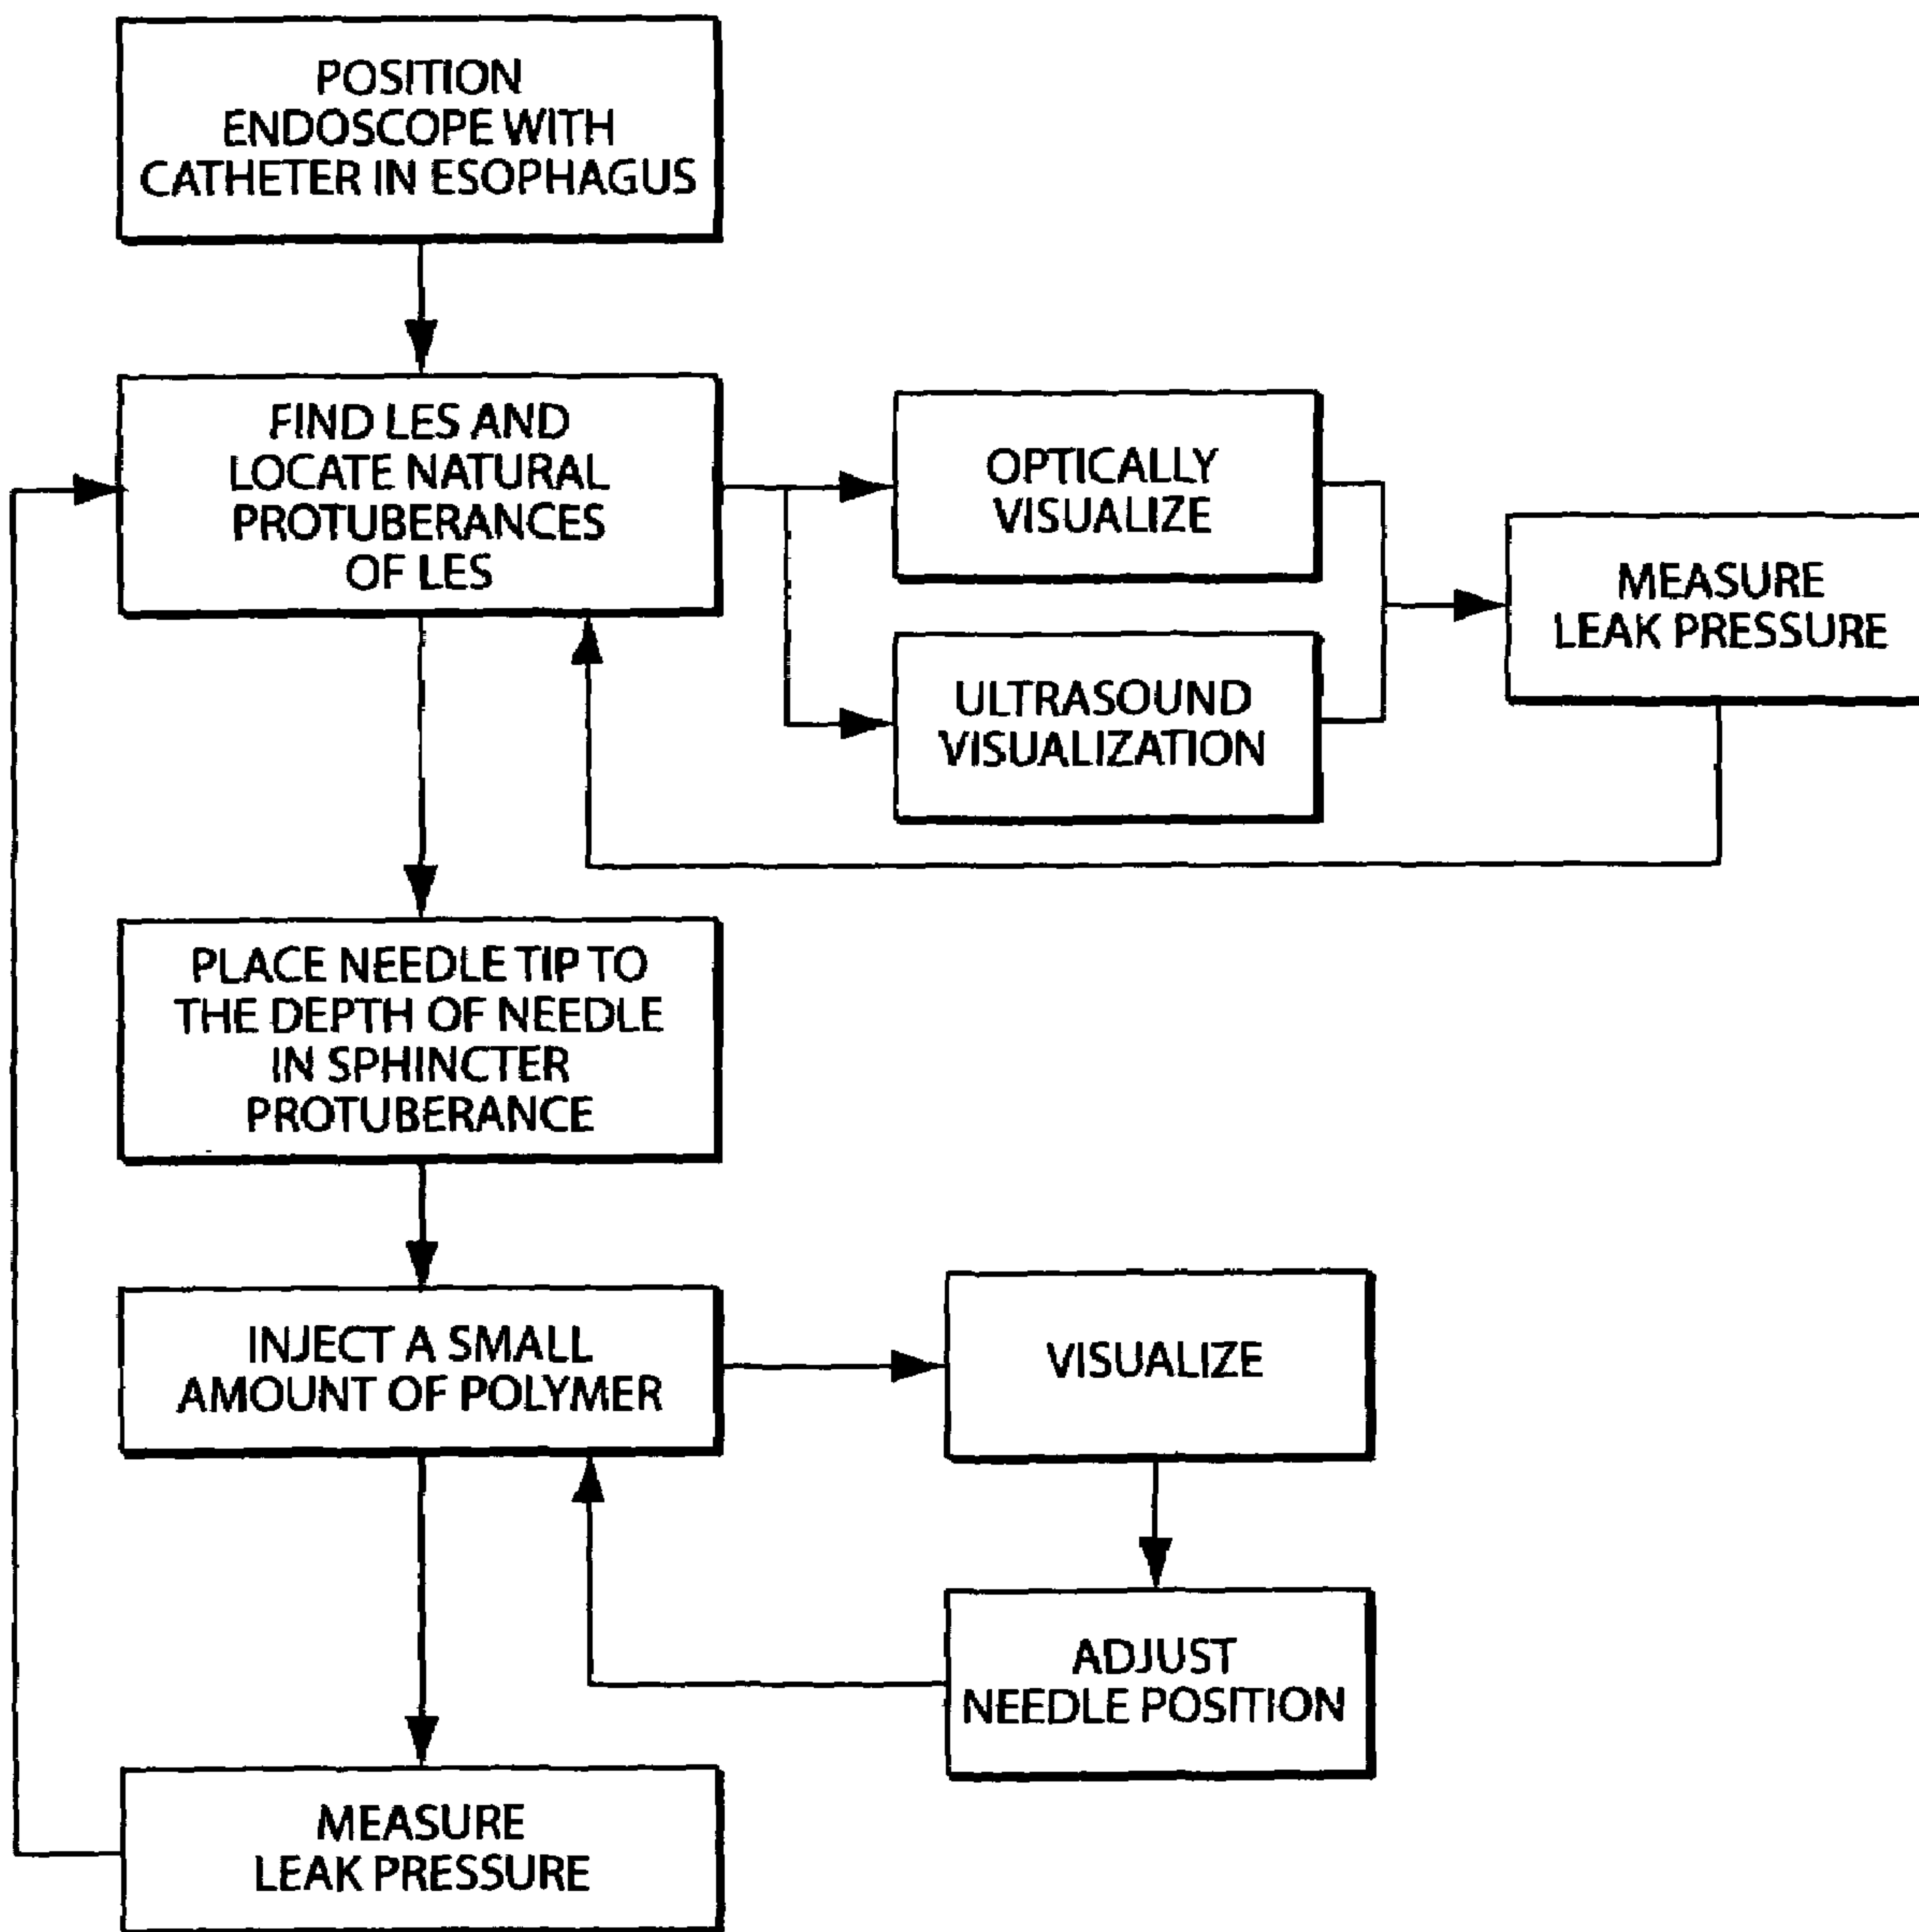 POSITION
ENDOSCOPE WITH
CATHETER IN ESOPHAGUS
FIND LES AND
LOCATE NATURAL
PROTUBERANCES
OF LES
OPTICALLY
VISUALIZE
ULTRASOUND
VISUALIZATION
MEASURE
LEAK PRESSURE
PLACE NEEDLE TIP TO
THE DEPTH OF NEEDLE
IN SPHINCTER
PROTUBERANCE
INJECT A SMALL
AMOUNT OF POLYMER
VISUALIZE
ADJUST
NEEDLE POSITION
MEASURE
LEAK PRESSURE